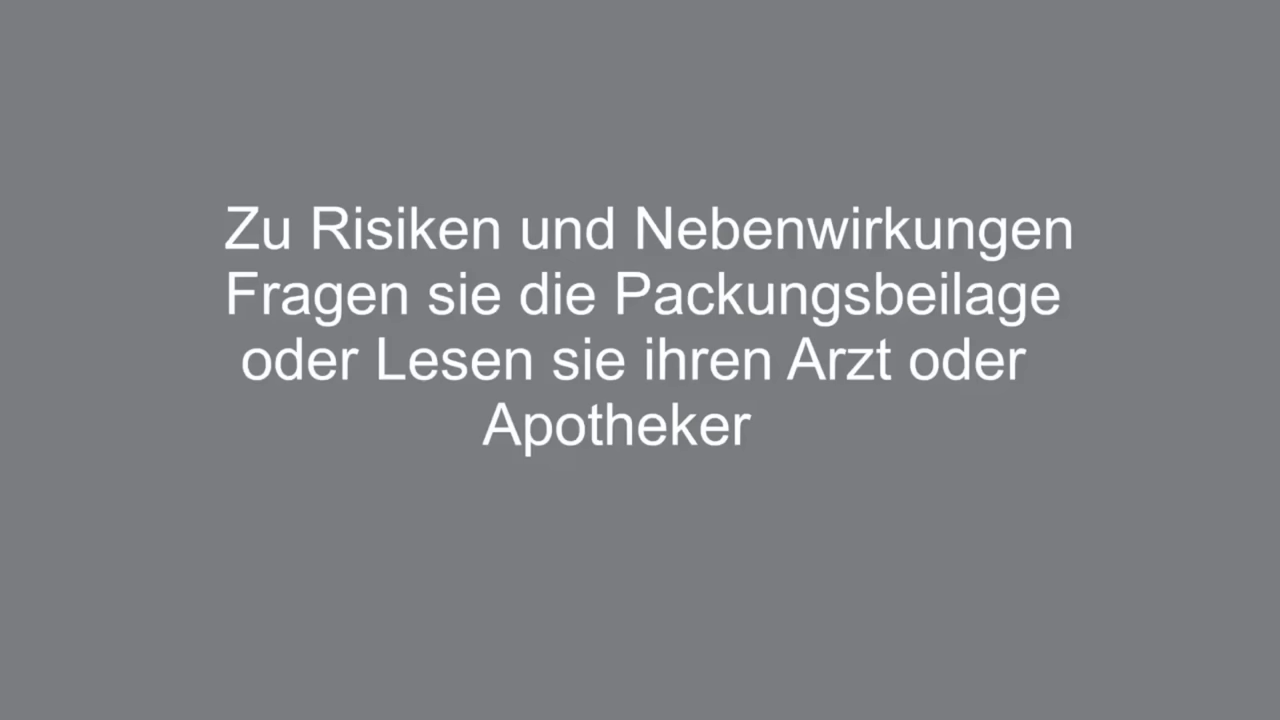 Zu Risiken und Nebenwirkungen
Fragen sie die Packungsbeilage
oder Lesen sie ihren Arzt oder
Apotheker